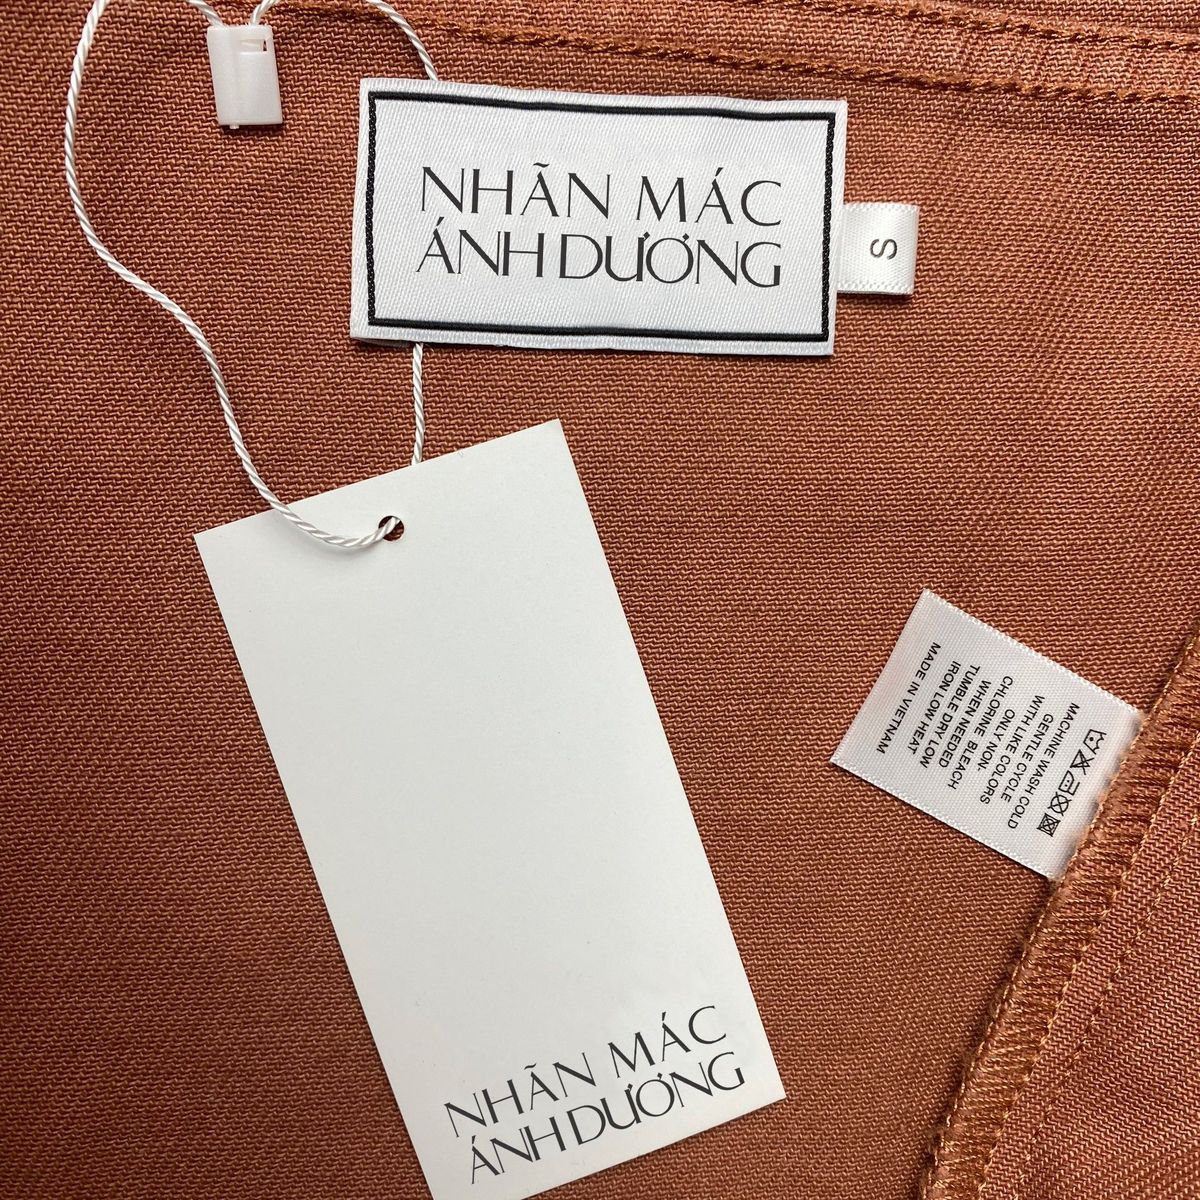 NHÃN MÁC
ÁNH DƯƠNG
S
MACHINE WASH COLD
GENTLE CYCLE
WITH LIKE COLORS
ONLY NON-
CHLORINE BLEACH
WHEN NEEDED
TUMBLE DRY LOW
IRON LOW HEAT
MADE IN VIETNAM
NHÃN MÁC
ÁNH DƯƠNG